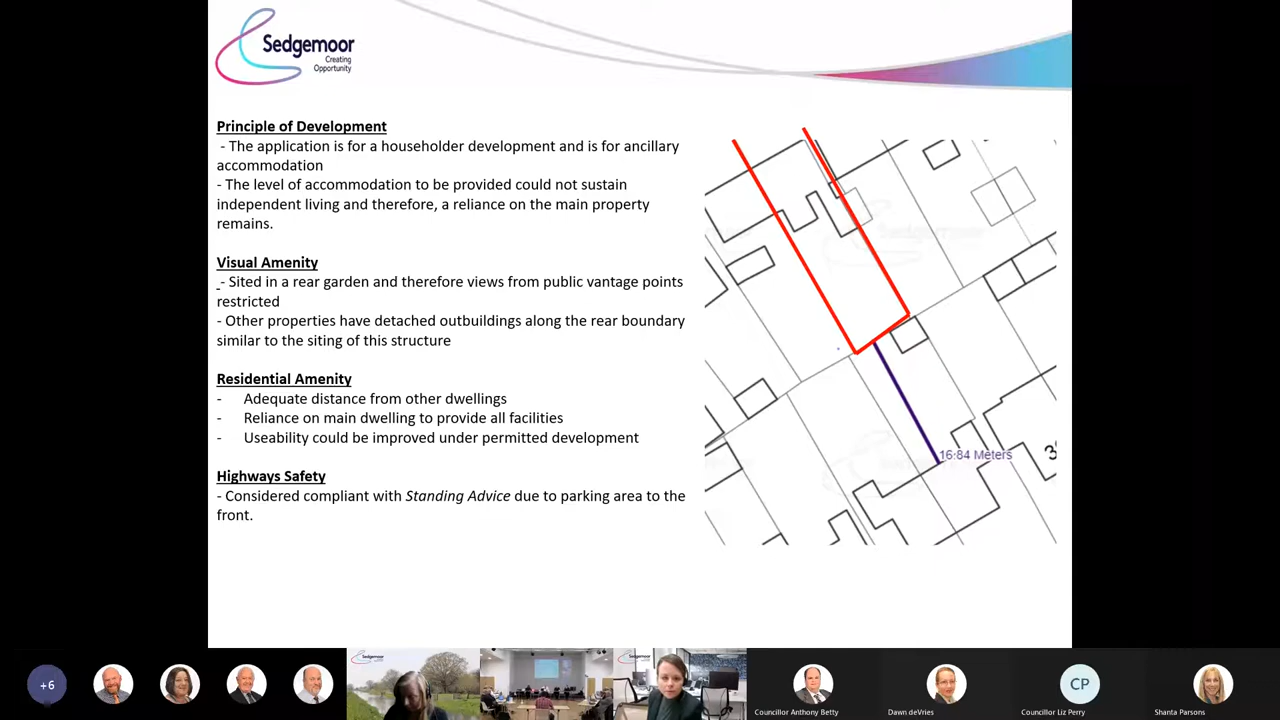 Sedgemoor
Creating
Opportunity
Principle of Development
- The application is for a householder development and is for ancillary
accommodation
- The level of accommodation to be provided could not sustain
independent living and therefore, a reliance on the main property
remains.
Visual Amenity
- Sited in a rear garden and therefore views from public vantage points
restricted
- Other properties have detached outbuildings along the rear boundary
similar to the siting of this structure
Residential Amenity
- Adequate distance from other dwellings
- Reliance on main dwelling to provide all facilities
- Useability could be improved under permitted development
Highways Safety
- Considered compliant with Standing Advice due to parking area to the
front.
16:84 Meters
+6
Sedgemoor
Sedgemoor
CP
Councillor Anthony Betty
Dawn deVries
Councillor Liz Perry
Shanta Parsons